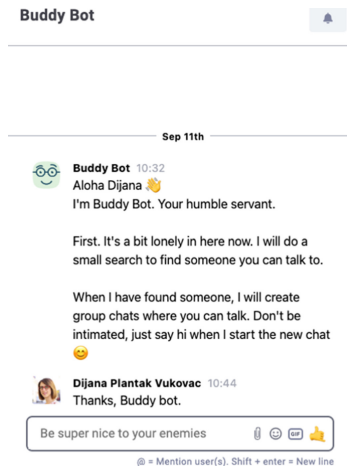 Buddy Bot
Sep 11th
Buddy Bot 10:32
Aloha Dijana 👋
I'm Buddy Bot. Your humble servant.
First. It's a bit lonely in here now. I will do a
small search to find someone you can talk to.
When I have found someone, I will create
group chats where you can talk. Don't be
intimated, just say hi when I start the new chat
😊
Dijana Plantak Vukovac 10:44
Thanks, Buddy bot.
Be super nice to your enemies GIF
@ = Mention user(s). Shift + enter = New line